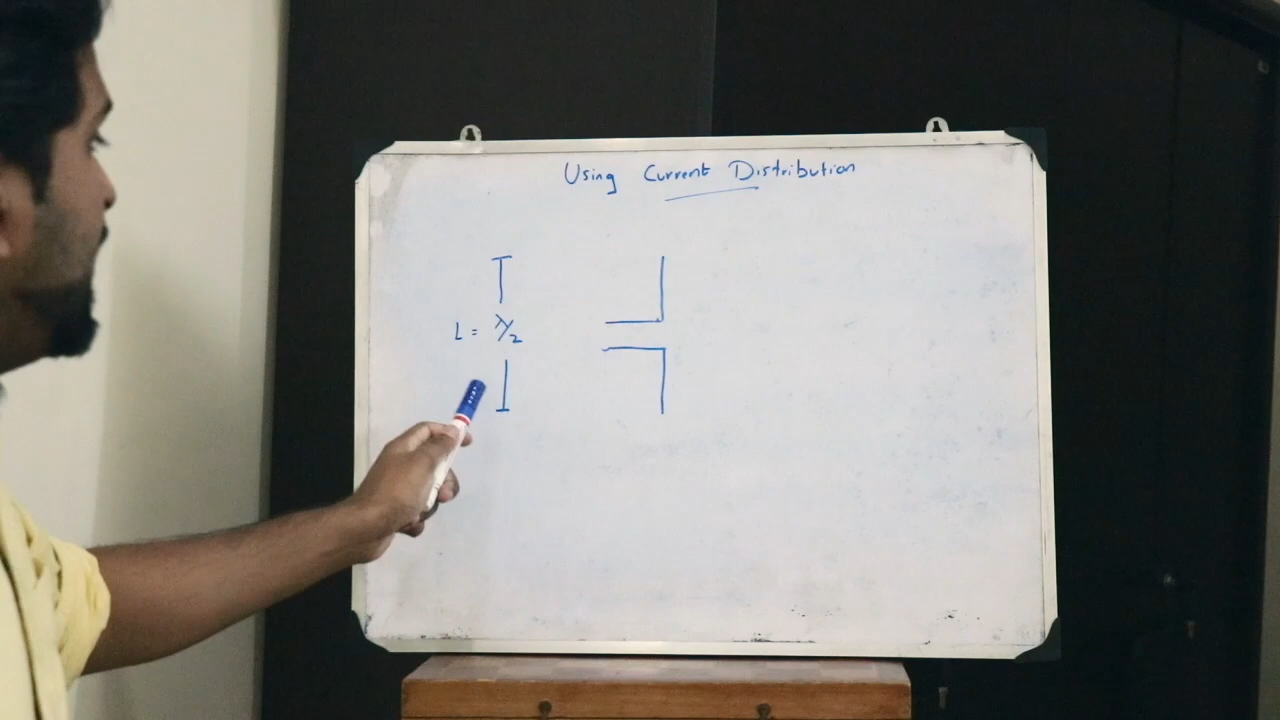 Using Current Distribution
L = λ/2